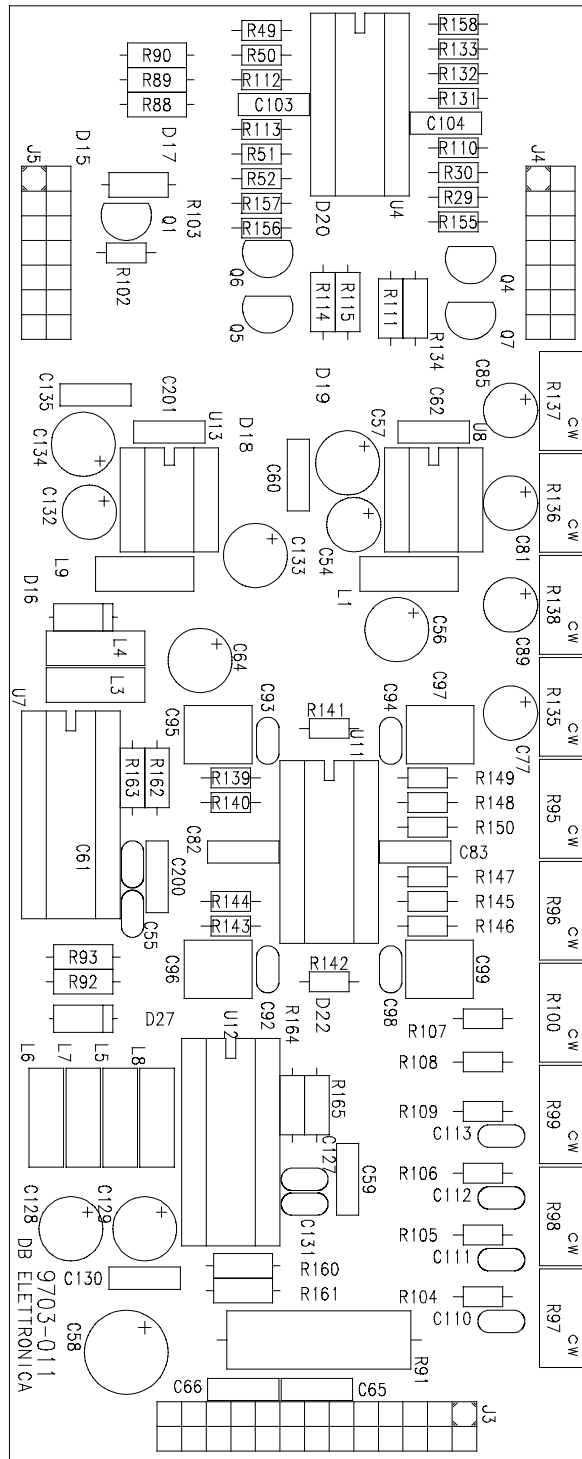 R49
R158
R90
R50
R133
R89
R112
R132
R88
C103
R131
C104
R113
R110
J5
D15
D17
R51
J4
R52
R30
R157
R29
R156
R155
Q1
R103
D20
U4
R102
Q6
Q4
R114
R115
R111
Q5
Q7
R134
C135
C201
D19
C62
C85
R137
CW
C134
U13
D18
C57
U8
C132
C60
R136
CW
C133
C54
C81
L9
L1
D16
R138
CW
L4
C56
C89
L3
C64
U7
C95
C93
R141
C94
C97
R135
CW
U11
C77
R163
R162
R139
R149
R140
R148
R150
R95
CW
C61
C200
C82
C83
R147
R144
R145
R96
CW
R143
R146
C55
R93
R92
C96
C92
R142
C98
C99
D22
D27
U12
R164
R107
R100
CW
L6
L7
L5
L8
R108
R165
R109
R99
CW
C113
C127
C59
R106
C128
C129
C112
R98
CW
C131
R105
C111
C130
R160
R161
R104
C110
R97
CW
9703-011
DB ELETTRONICA
C58
R91
C66
C65
J3